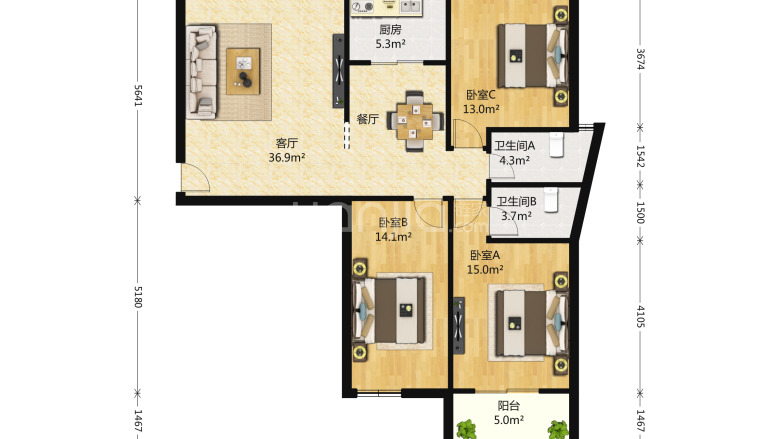 厨房
5.3m²
卧室C
13.0m²
餐厅
客厅
36.9m²
卫生间A
4.3m²
卫生间B
3.7m²
卧室B
14.1m²
卧室A
15.0m²
阳台
5.0m²
5641
5180
1467
3674
1542
1500
4105
1467